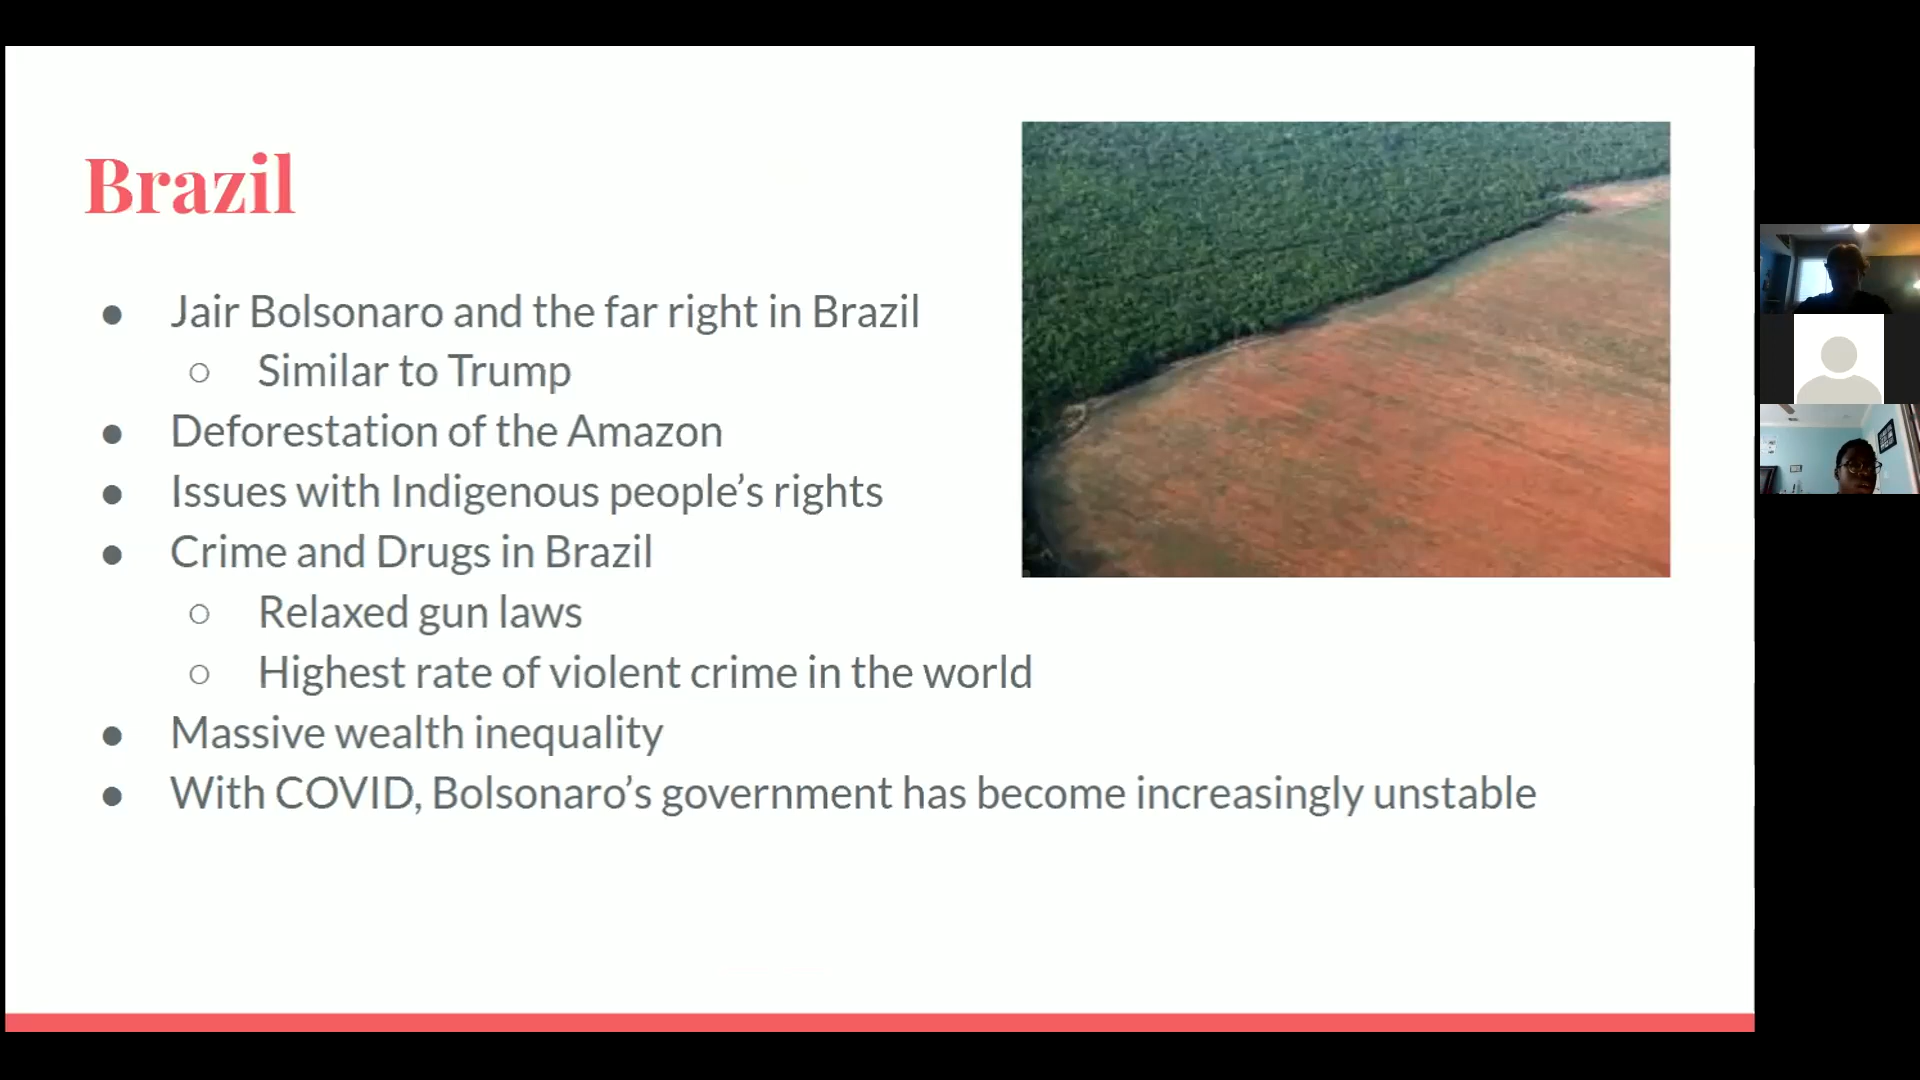 Brazil
● Jair Bolsonaro and the far right in Brazil
○ Similar to Trump
● Deforestation of the Amazon
● Issues with Indigenous people’s rights
● Crime and Drugs in Brazil
○ Relaxed gun laws
○ Highest rate of violent crime in the world
● Massive wealth inequality
● With COVID, Bolsonaro’s government has become increasingly unstable